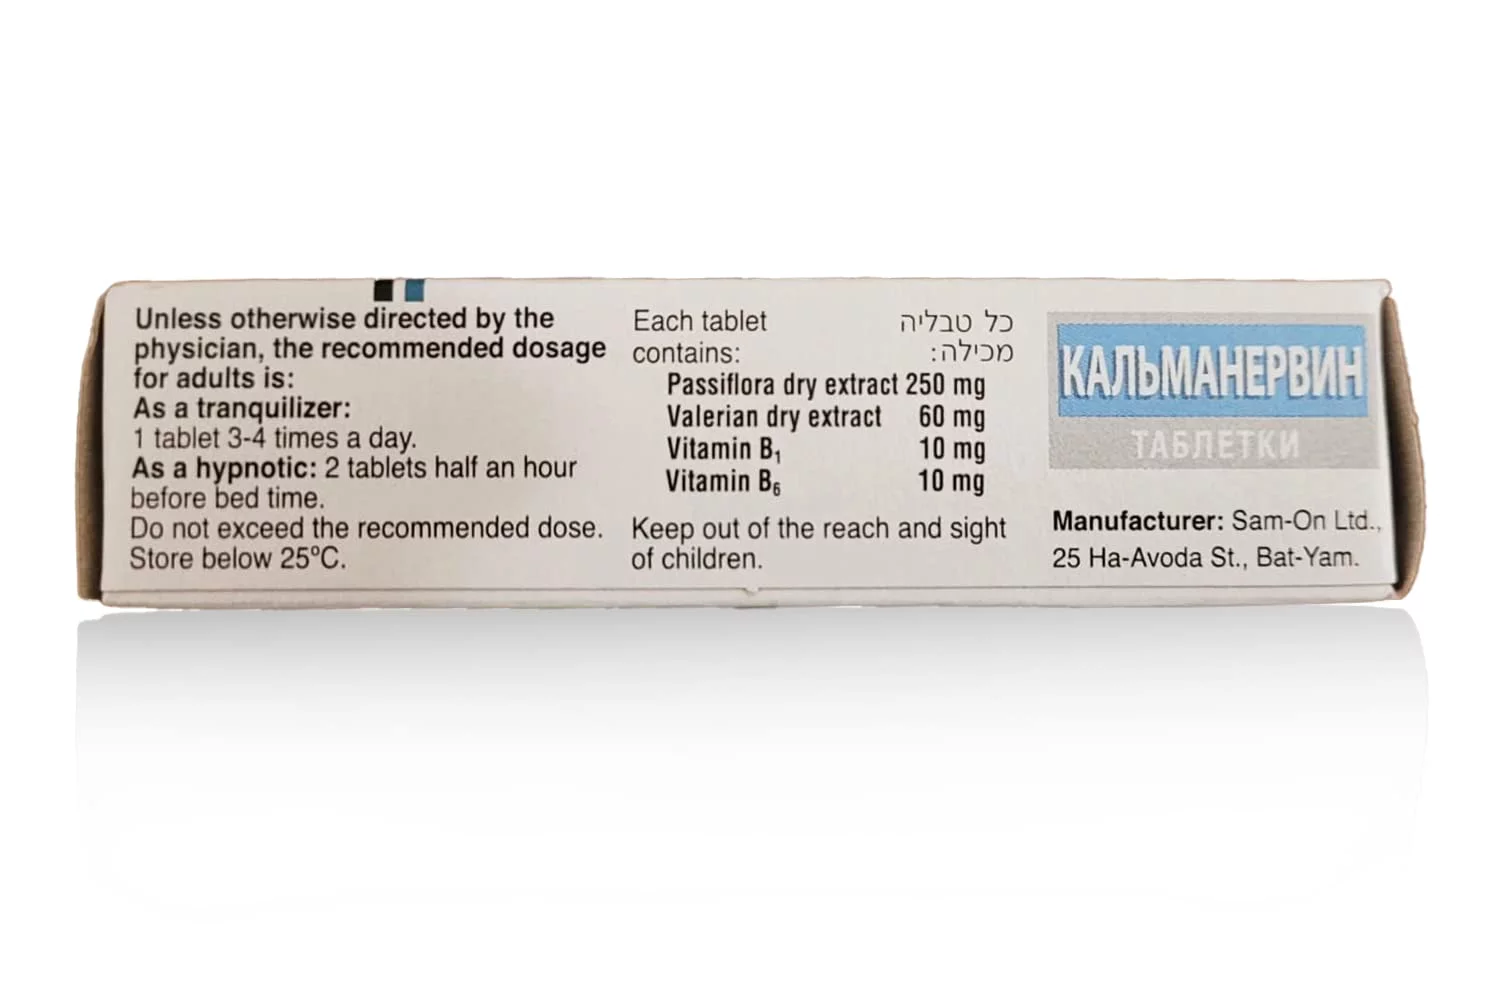 Unless otherwise directed by the
physician, the recommended dosage
for adults is:
As a tranquilizer:
1 tablet 3-4 times a day.
As a hypnotic: 2 tablets half an hour
before bed time.
Do not exceed the recommended dose.
Store below 25°C.
Each tablet כל טבליה
contains: מכילה:
Passiflora dry extract 250 mg
Valerian dry extract 60 mg
Vitamin B₁ 10 mg
Vitamin B₆ 10 mg
Keep out of the reach and sight
of children.
КАЛЬМАНЕРВИН
ТАБЛЕТКИ
Manufacturer: Sam-On Ltd.,
25 Ha-Avoda St., Bat-Yam.